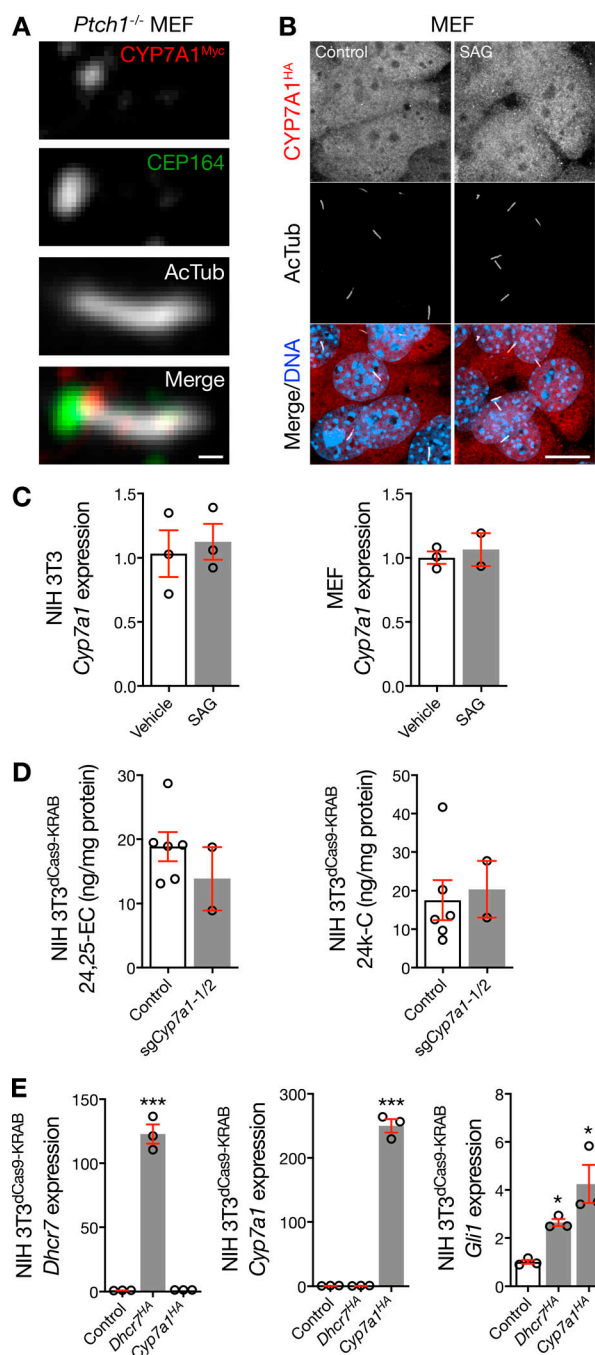 A
Ptch1-/- MEF
CYP7A1Myc
CEP164
AcTub
Merge
B
MEF
Control
SAG
CYP7A1HA
AcTub
Merge/DNA
C
NIH 3T3
Cyp7a1 expression
1.5
1.0
0.5
0.0
Vehicle
SAG
MEF
Cyp7a1 expression
1.5
1.0
0.5
0.0
Vehicle
SAG
D
NIH 3T3dCas9-KRAB
24,25-EC (ng/mg protein)
30
20
10
0
Control
sgCyp7a1-1/2
NIH 3T3dCas9-KRAB
24k-C (ng/mg protein)
50
40
30
20
10
0
Control
sgCyp7a1-1/2
E
NIH 3T3dCas9-KRAB
Dhcr7 expression
150
100
50
0
***
Control
Dhcr7HA
Cyp7a1HA
NIH 3T3dCas9-KRAB
Cyp7a1 expression
300
200
100
0
***
Control
Dhcr7HA
Cyp7a1HA
NIH 3T3dCas9-KRAB
Gli1 expression
8
6
4
2
0
*
*
Control
Dhcr7HA
Cyp7a1HA